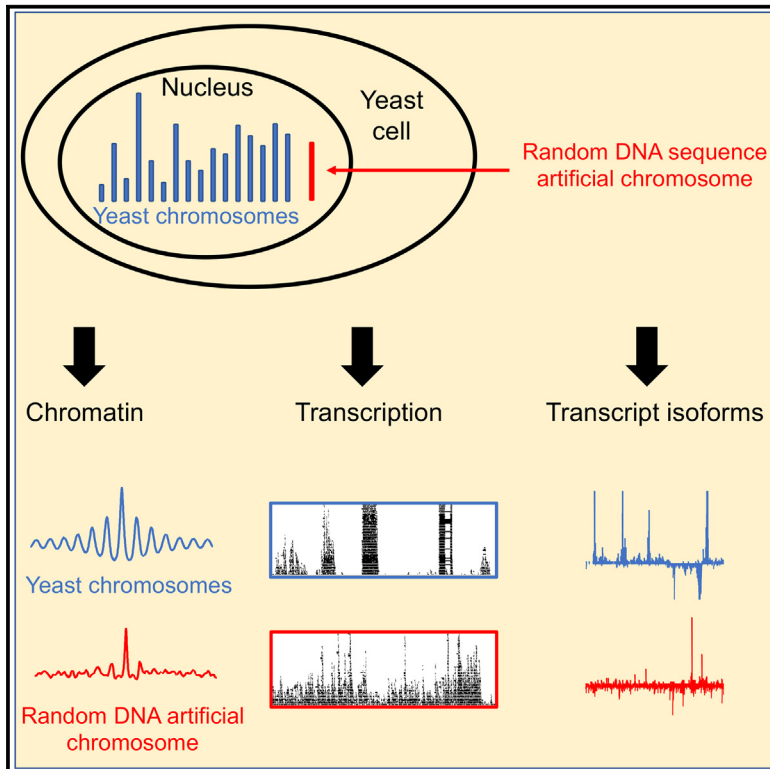 Nucleus
Yeast
cell
Yeast chromosomes
Random DNA sequence
artificial chromosome
Chromatin
Transcription
Transcript isoforms
Yeast chromosomes
Random DNA artificial
chromosome